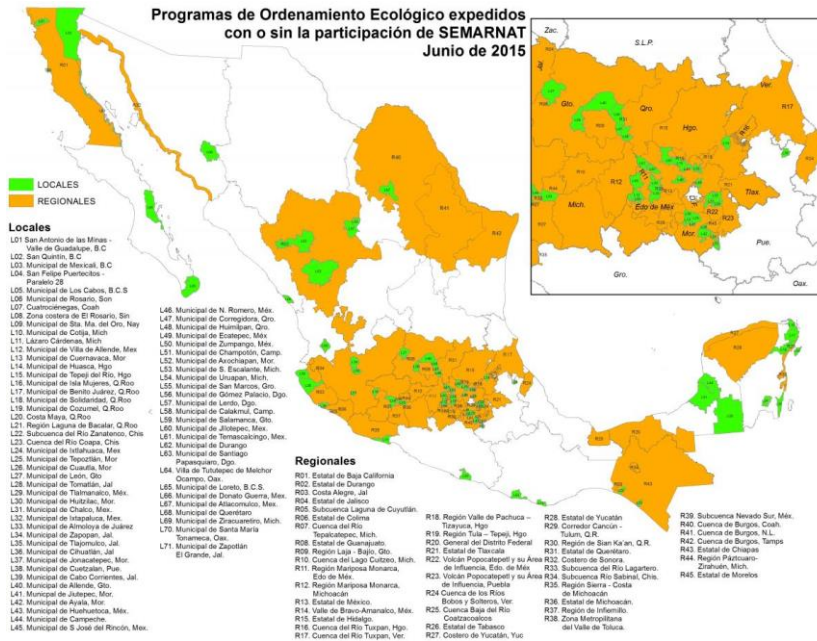 Programas de Ordenamiento Ecológico expedidos
con o sin la participación de SEMARNAT
Junio de 2015
Zac.
S.L.P.
Jal.
Gto.
Qro.
Ver.
Hgo.
Mich.
Edo de Méx
Tlax.
Mor.
Pue.
Gro.
Oax.
LOCALES
REGIONALES
Locales
L01 San Antonio de las Minas -
Valle de Guadalupe, B.C
L02. San Quintín, B.C
L03. Municipal de Mexicali, B.C
L04. San Felipe Puertecitos -
Paralelo 28
L05. Municipal de Los Cabos, B.C.S
L06 Municipal de Rosario, Son
L07 Cuatrociénegas, Coah
L08. Zona costera de El Rosario, Sin
L09. Municipal de Sta. Ma. del Oro, Nay
L10. Municipal de Cotija, Mich
L11. Lázaro Cárdenas, Mich
L12 Municipal de Villa de Allende, Mex
L13 Municipal de Cuernavaca, Mor
L14 Municipal de Huasca, Hgo
L15. Municipal de Tepeji del Río, Hgo
L16. Municipal de Isla Mujeres, Q.Roo
L17. Municipal de Benito Juárez, Q.Roo
L18. Municipal de Solidaridad, Q.Roo
L19. Municipal de Cozumel, Q.Roo
L20. Costa Maya, Q.Roo
L21. Región Laguna de Bacalar, Q.Roo
L22. Subcuenca del Río Zanatenco, Chis
L23. Cuenca del Río Coapa, Chis
L24. Municipal de Ixtlahuaca, Mex
L25. Municipal de Tepoztlán, Mor
L26. Municipal de Cuautla, Mor
L27. Municipal de León, Gto
L28. Municipal de Tomatlán, Jal
L29. Municipal de Tlalmanalco, Méx.
L30. Municipal de Huitzilac, Mor.
L31. Municipal de Chalco, Mex.
L32. Municipal de Ixtapaluca, Mex
L33. Municipal de Almoloya de Juárez
L34. Municipal de Zapopan, Jal.
L35. Municipal de Tlajomulco, Jal.
L36. Municipal de Cihuatlán, Jal
L37. Municipal de Jonacatepec, Mor.
L38. Municipal de Cuetzalan, Pue.
L39. Municipal de Cabo Corrientes, Jal.
L40. Municipal de Allende, Gto
L41. Municipal de Jiutepec, Mor.
L42. Municipal de Ayala, Mor.
L43. Municipal de Huehuetoca, Méx.
L44. Municipal de Campeche.
L45. Municipal de S José del Rincón, Mex.
L46. Municipal de N. Romero, Méx.
L47. Municipal de Corregidora, Qro.
L48. Municipal de Huimilpan, Qro.
L49. Municipal de Ecatepec, Méx
L50. Municipal de Zumpango, Méx.
L51. Municipal de Champotón, Camp.
L52. Municipal de Axochiapan, Mor
L53. Municipal de S. Escalante, Mich.
L54. Municipal de Uruapan, Mich.
L55. Municipal de San Marcos, Gro.
L56. Municipal de Gómez Palacio, Dgo.
L57. Municipal de Lerdo, Dgo.
L58. Municipal de Calakmul, Camp.
L59. Municipal de Salamanca, Gto.
L60. Municipal de Jilotepec, Mex.
L61. Municipal de Temascalcingo, Mex.
L62. Municipal de Durango
L63. Municipal de Santiago
Papasquiaro, Dgo.
L64. Villa de Tututepec de Melchor
Ocampo, Oax.
L65. Municipal de Loreto, B.C.S.
L66. Municipal de Donato Guerra, Mex.
L67. Municipal de Atlacomulco, Mex.
L68. Municipal de Querétaro
L69. Municipal de Ziracuaretiro, Mich.
L70. Municipal de Santa María
Tonameca, Oax.
L71. Municipal de Zapotlán
El Grande, Jal.
Regionales
R01. Estatal de Baja California
R02. Estatal de Durango
R03. Costa Alegre, Jal
R04. Estatal de Jalisco
R05. Subcuenca Laguna de Cuyutlán.
R06. Estatal de Colima
R07. Cuenca del Río
Tepalcatepec, Mich.
R08. Estatal de Guanajuato.
R09. Región Laja - Bajío, Gto.
R10. Cuenca del Lago Cuitzeo, Mich.
R11. Región Mariposa Monarca,
Edo de Méx.
R12. Región Mariposa Monarca,
Michoacán
R13. Estatal de México.
R14. Valle de Bravo-Amanalco, Méx.
R15. Estatal de Hidalgo.
R16. Cuenca del Río Tuxpan, Hgo.
R17. Cuenca del Río Tuxpan, Ver.
R18. Región Valle de Pachuca –
Tizayuca, Hgo
R19. Región Tula – Tepeji, Hgo
R20. General del Distrito Federal
R21. Estatal de Tlaxcala
R22. Volcán Popocatepetl y su Área
de Influencia, Edo. de Méx
R23. Volcán Popocatepetl y su Área
de Influencia, Puebla
R24 Cuenca de los Ríos
Bobos y Solteros, Ver.
R25. Cuenca Baja del Río
Coatzacoalcos
R26. Estatal de Tabasco
R27. Costero de Yucatán, Yuc
R28. Estatal de Yucatán
R29. Corredor Cancún -
Tulum, Q.R.
R30. Región de Sian Ka'an, Q.R.
R31. Estatal de Querétaro.
R32. Costero de Sonora.
R33. Subcuenca del Río Lagartero.
R34. Subcuenca Río Sabinal, Chis.
R35. Región Sierra - Costa
de Michoacán
R36. Estatal de Michoacán.
R37. Región de Infiernillo.
R38. Zona Metropolitana
del Valle de Toluca.
R39. Subcuenca Nevado Sur, Méx.
R40. Cuenca de Burgos, Coah.
R41. Cuenca de Burgos, N.L.
R42. Cuenca de Burgos, Tamps
R43. Estatal de Chiapas
R44. Región Pátzcuaro-
Zirahuén, Mich.
R45. Estatal de Morelos